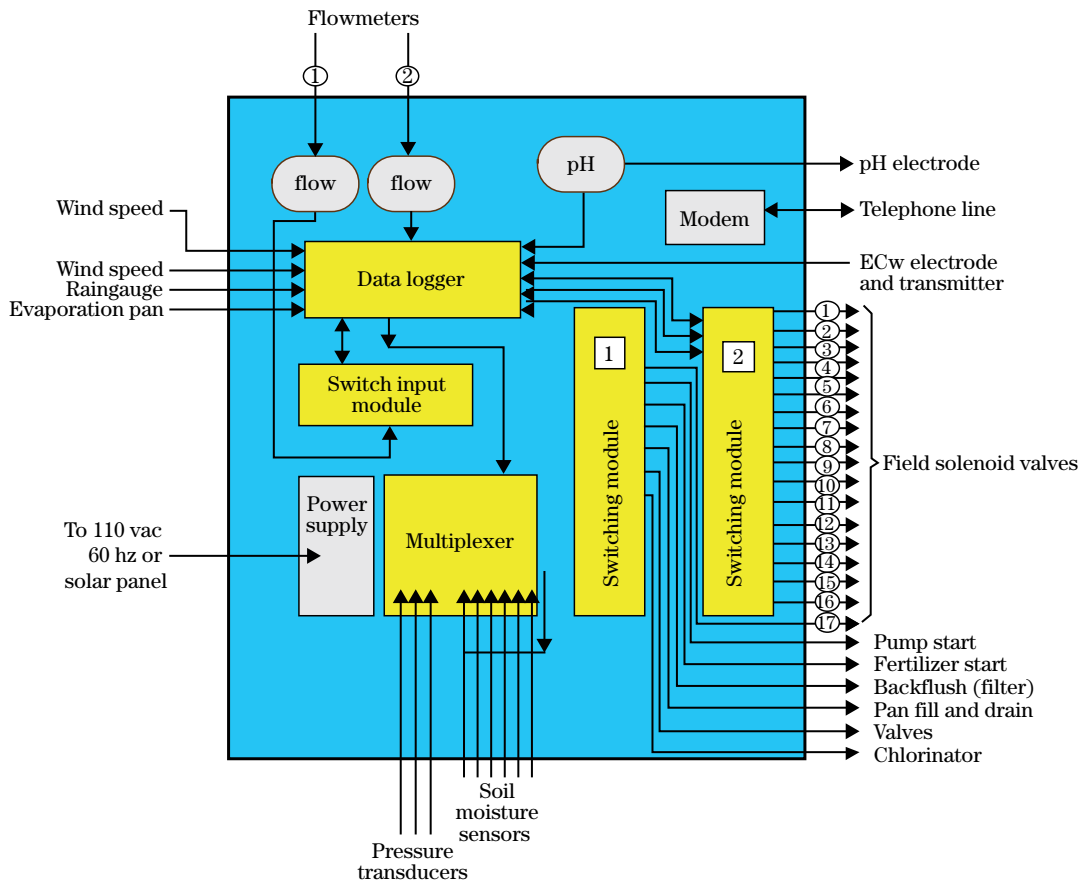 Flowmeters
1
2
flow
flow
pH
pH electrode
Modem
Telephone line
Wind speed
Wind speed
Raingauge
Evaporation pan
Data logger
ECw electrode
and transmitter
Switch input
module
1
Switching module
2
Switching module
1
2
3
4
5
6
7
8
9
10
11
12
13
14
15
16
17
Field solenoid valves
Power
supply
To 110 vac
60 hz or
solar panel
Multiplexer
Pump start
Fertilizer start
Backflush (filter)
Pan fill and drain
Valves
Chlorinator
Soil
moisture
sensors
Pressure
transducers